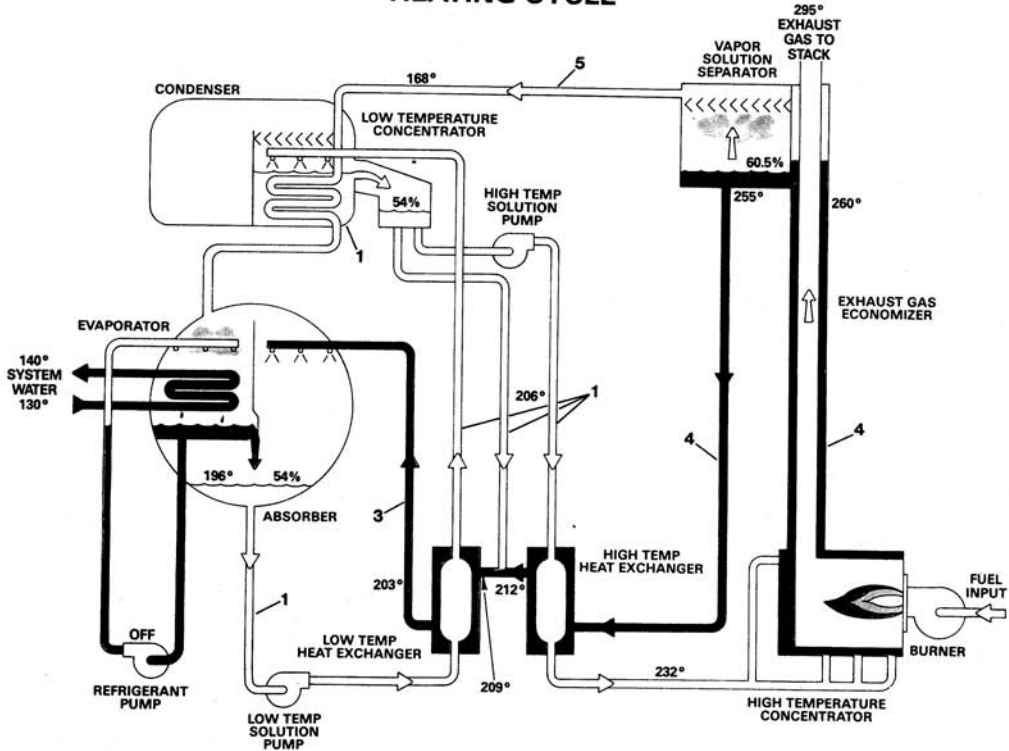 295°
EXHAUST
GAS TO
STACK
VAPOR
SOLUTION
SEPARATOR
5
168°
CONDENSER
LOW TEMPERATURE
CONCENTRATOR
60.5%
255°
260°
HIGH TEMP
SOLUTION
PUMP
54%
1
EXHAUST GAS
ECONOMIZER
EVAPORATOR
140°
SYSTEM
WATER
130°
206°
1
4
4
196°
54%
ABSORBER
3
HIGH TEMP
HEAT EXCHANGER
203°
212°
1
FUEL
INPUT
OFF
LOW TEMP
HEAT EXCHANGER
BURNER
REFRIGERANT
PUMP
209°
232°
HIGH TEMPERATURE
CONCENTRATOR
LOW TEMP
SOLUTION
PUMP